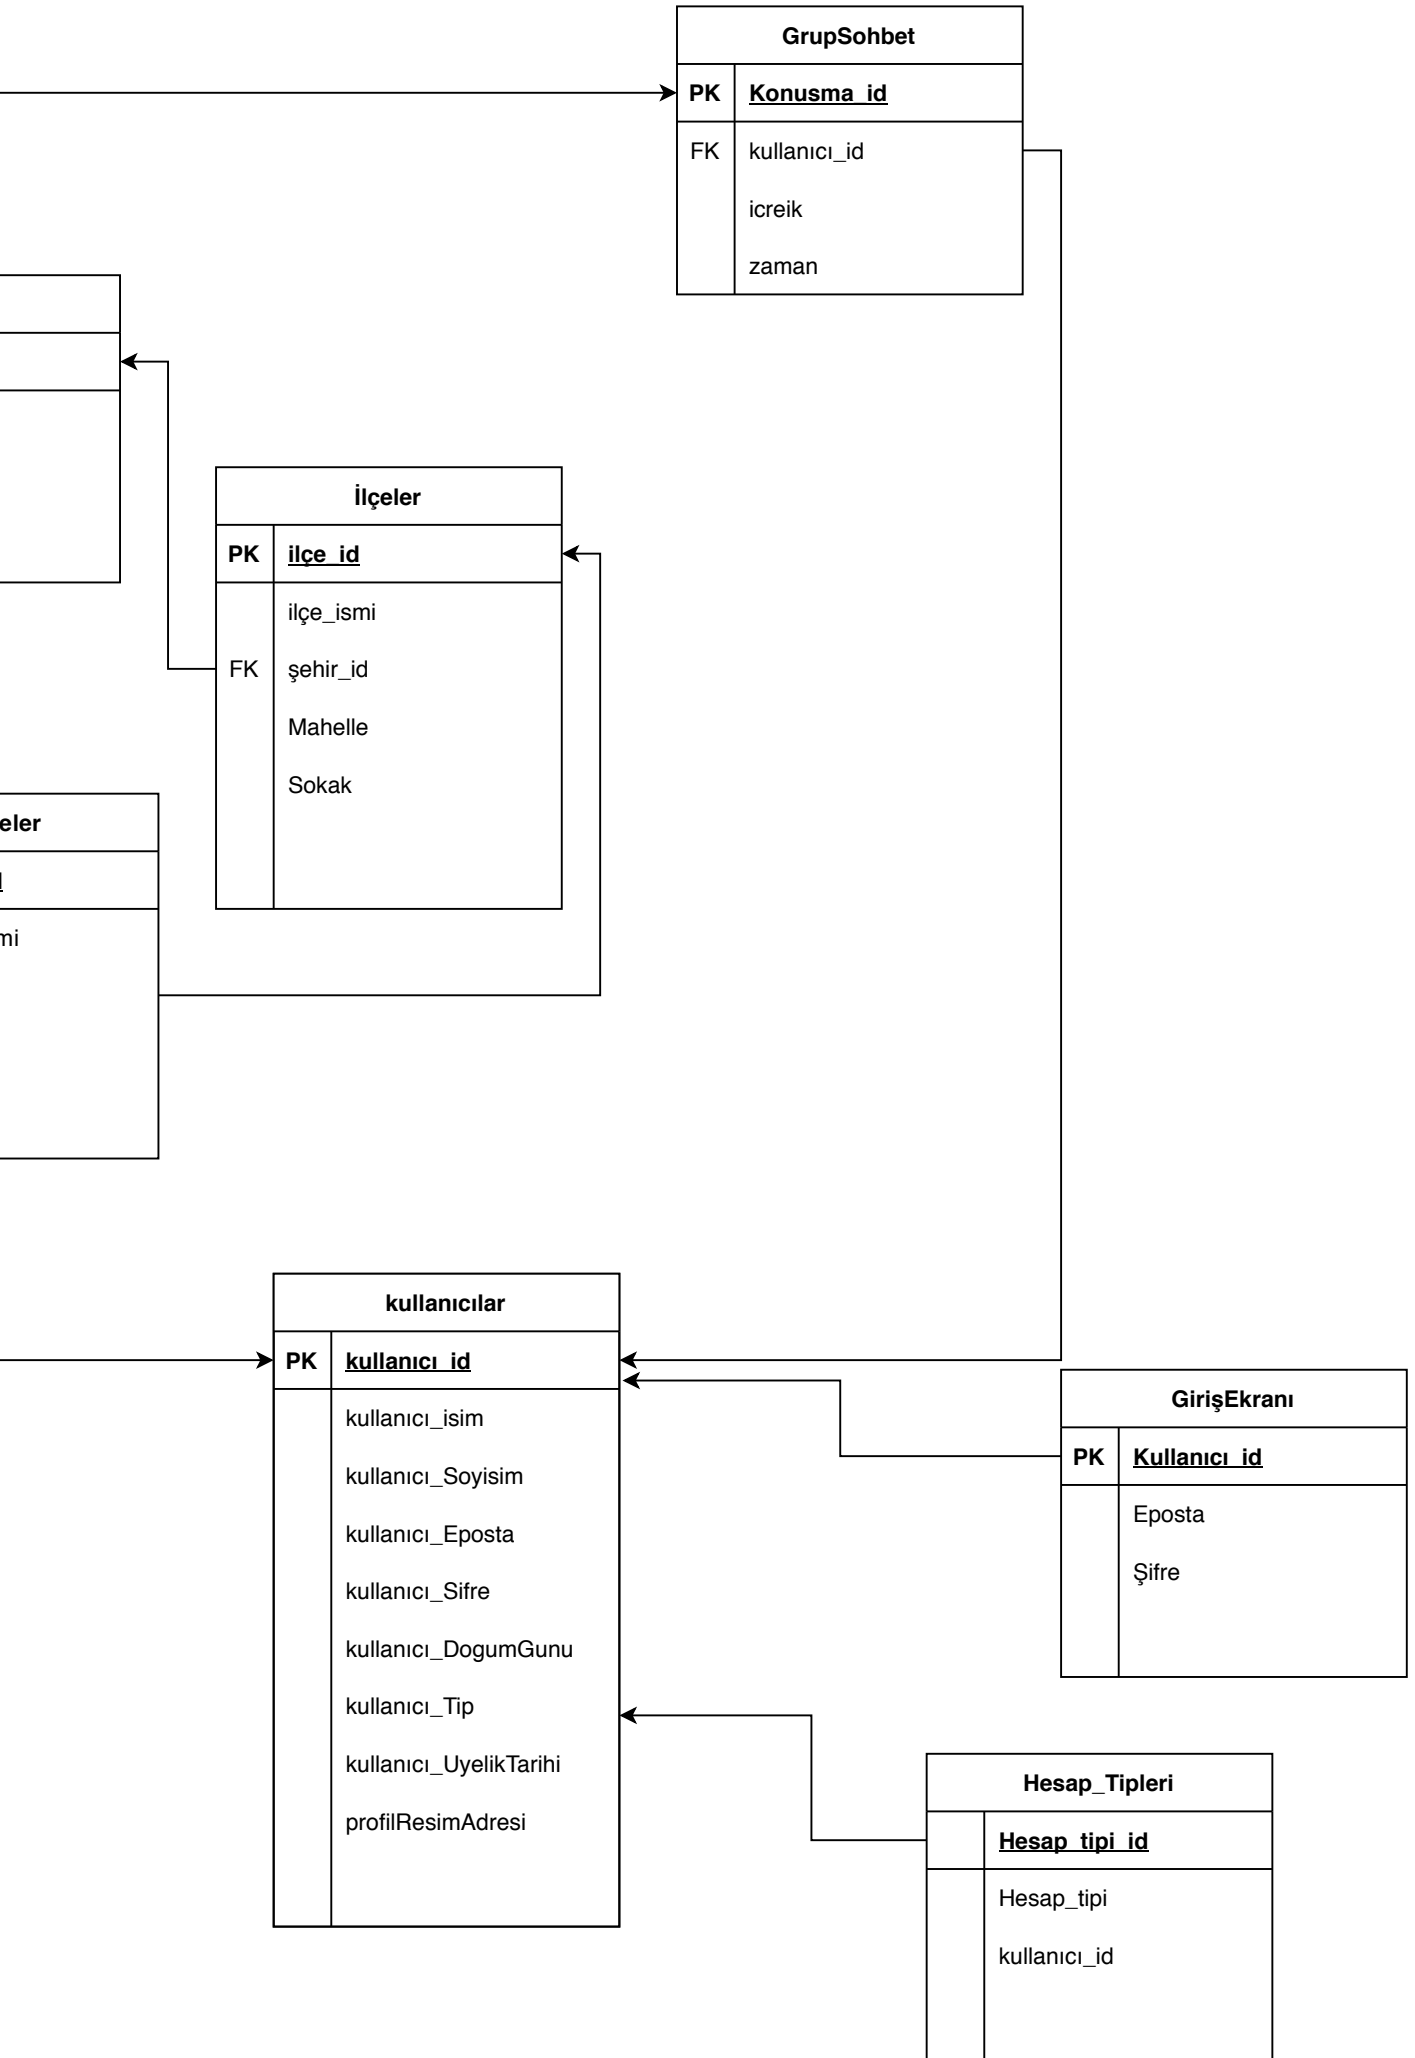 GrupSohbet
PK Konusma_id
FK kullanıcı_id
icreik
zaman
İlçeler
PK ilçe_id
ilçe_ismi
FK şehir_id
Mahelle
Sokak
eler
mi
kullanıcılar
PK kullanıcı_id
kullanıcı_isim
kullanıcı_Soyisim
kullanıcı_Eposta
kullanıcı_Sifre
kullanıcı_DogumGunu
kullanıcı_Tip
kullanıcı_UyelikTarihi
profilResimAdresi
GirişEkranı
PK Kullanıcı_id
Eposta
Şifre
Hesap_Tipleri
Hesap_tipi_id
Hesap_tipi
kullanıcı_id